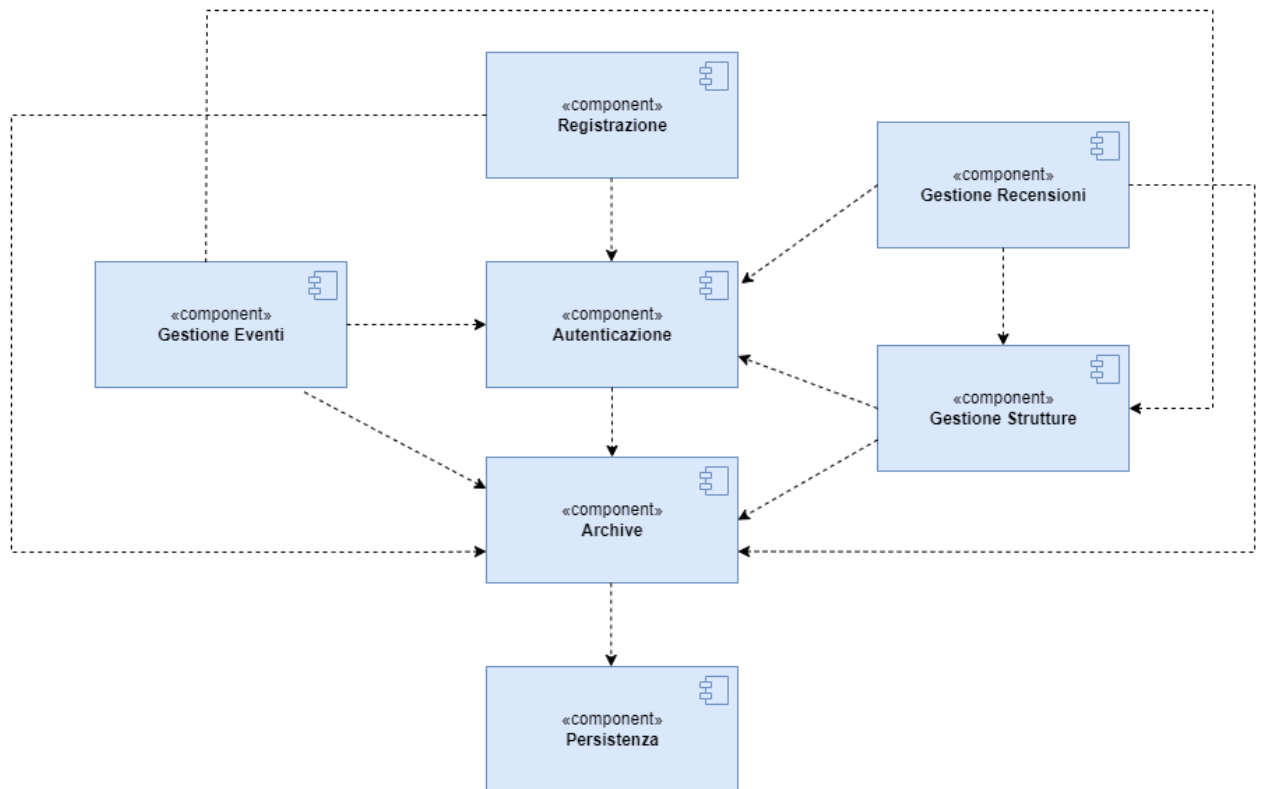 «component»
Registrazione
«component»
Gestione Recensioni
«component»
Gestione Eventi
«component»
Autenticazione
«component»
Gestione Strutture
«component»
Archive
«component»
Persistenza